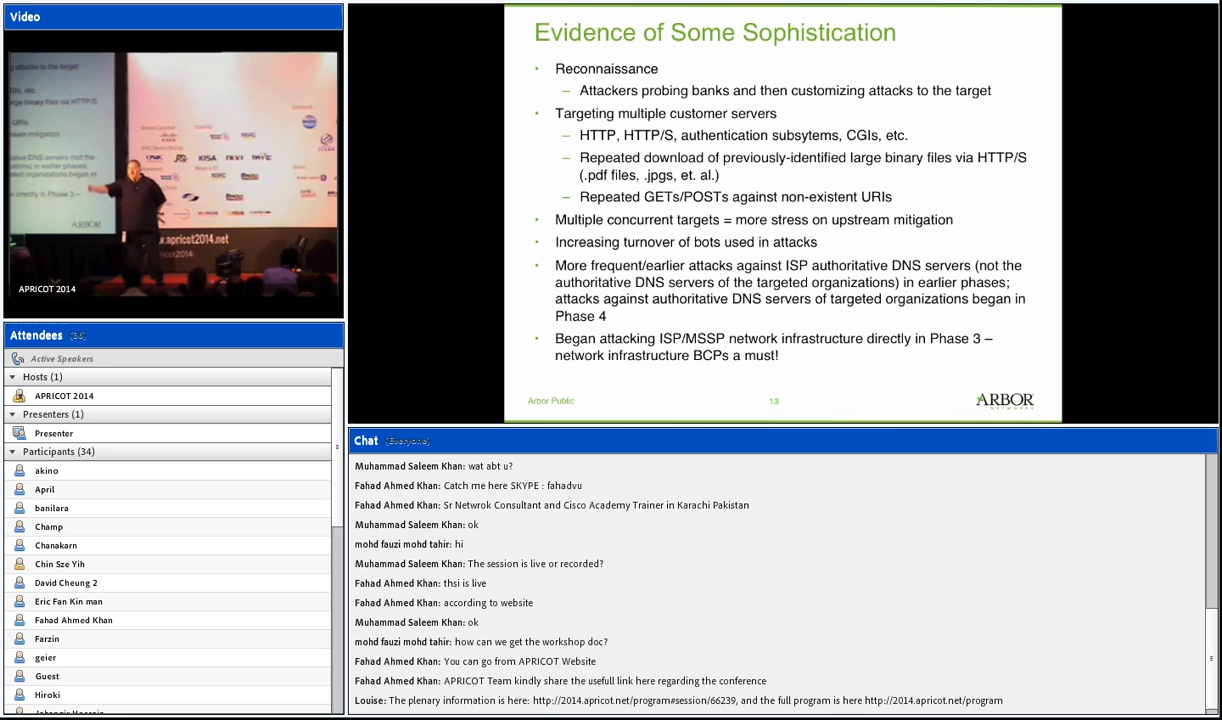 Video
APRICOT 2014
ARBOR
KISA
NSRC
w.apricot2014.net
ricot2014
Attendees (36)
Active Speakers
Hosts (1)
APRICOT 2014
Presenters (1)
Presenter
Participants (34)
akino
April
banilara
Champ
Chanakarn
Chin Sze Yih
David Cheung 2
Eric Fan Kin man
Fahad Ahmed Khan
Farzin
geier
Guest
Hiroki
Evidence of Some Sophistication
• Reconnaissance
– Attackers probing banks and then customizing attacks to the target
• Targeting multiple customer servers
– HTTP, HTTP/S, authentication subsytems, CGIs, etc.
– Repeated download of previously-identified large binary files via HTTP/S
(.pdf files, .jpgs, et. al.)
– Repeated GETs/POSTs against non-existent URIs
• Multiple concurrent targets = more stress on upstream mitigation
• Increasing turnover of bots used in attacks
• More frequent/earlier attacks against ISP authoritative DNS servers (not the
authoritative DNS servers of the targeted organizations) in earlier phases;
attacks against authoritative DNS servers of targeted organizations began in
Phase 4
• Began attacking ISP/MSSP network infrastructure directly in Phase 3 –
network infrastructure BCPs a must!
Arbor Public
13
ARBOR
NETWORKS
Chat (Everyone)
Muhammad Saleem Khan: wat abt u?
Fahad Ahmed Khan: Catch me here SKYPE : fahadvu
Fahad Ahmed Khan: Sr Netwrok Consultant and Cisco Academy Trainer in Karachi Pakistan
Muhammad Saleem Khan: ok
mohd fauzi mohd tahir: hi
Muhammad Saleem Khan: The session is live or recorded?
Fahad Ahmed Khan: thsi is live
Fahad Ahmed Khan: according to website
Muhammad Saleem Khan: ok
mohd fauzi mohd tahir: how can we get the workshop doc?
Fahad Ahmed Khan: You can go from APRICOT Website
Fahad Ahmed Khan: APRICOT Team kindly share the usefull link here regarding the conference
Louise: The plenary information is here: http://2014.apricot.net/program#session/66239, and the full program is here http://2014.apricot.net/program